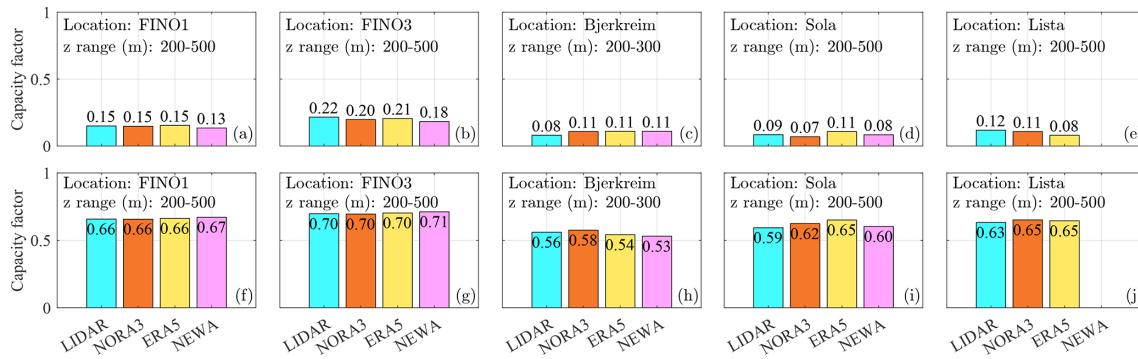 Capacity factor
1
0.5
0
Location: FINO1
z range (m): 200-500
0.15
0.15
0.15
0.13
(a)
Location: FINO3
z range (m): 200-500
0.22
0.20
0.21
0.18
(b)
Location: Bjerkreim
z range (m): 200-300
0.08
0.11
0.11
0.11
(c)
Location: Sola
z range (m): 200-500
0.09
0.07
0.11
0.08
(d)
Location: Lista
z range (m): 200-500
0.12
0.11
0.08
(e
Capacity factor
1
0.5
0
Location: FINO1
z range (m): 200-500
0.66
0.66
0.66
0.67
(f)
LIDAR
NORA3
ERA5
NEWA
Location: FINO3
z range (m): 200-500
0.70
0.70
0.70
0.71
(g)
LIDAR
NORA3
ERA5
NEWA
Location: Bjerkreim
z range (m): 200-300
0.56
0.58
0.54
0.53
(h)
LIDAR
NORA3
ERA5
NEWA
Location: Sola
z range (m): 200-500
0.59
0.62
0.65
0.60
(i)
LIDAR
NORA3
ERA5
NEWA
Location: Lista
z range (m): 200-500
0.63
0.65
0.65
(j
LIDAR
NORA3
ERA5
NEWA